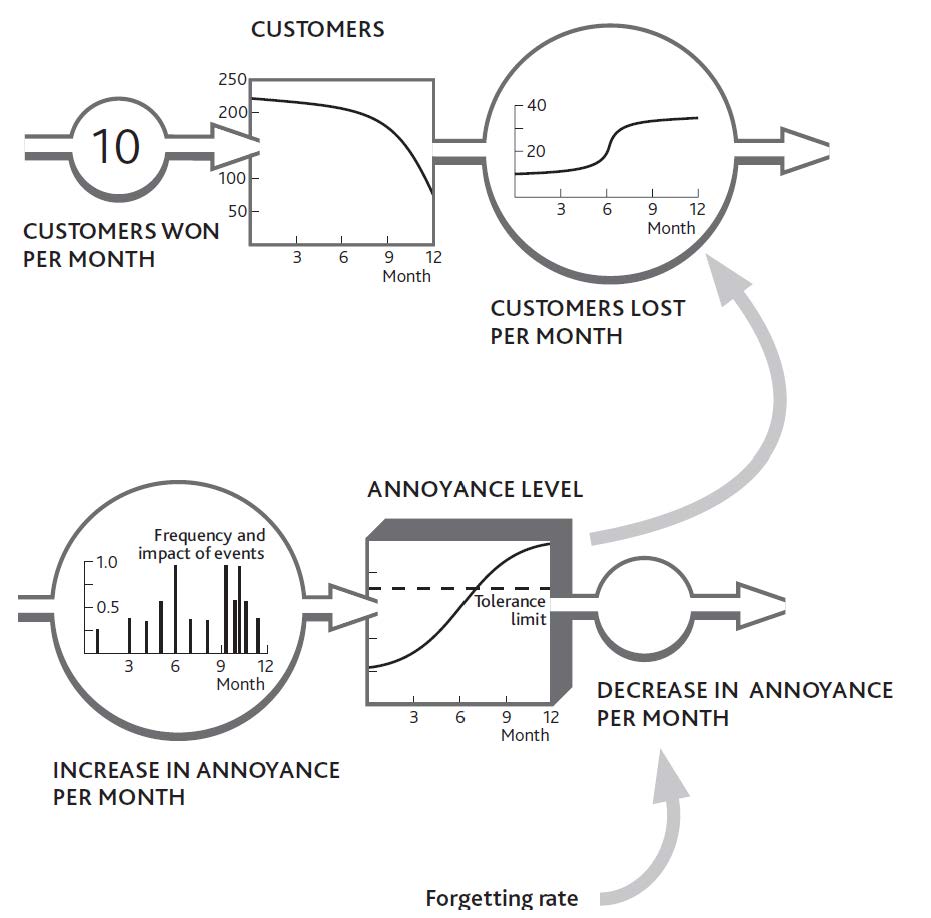 CUSTOMERS
250
200
100
50
3 6 9 12
Month
10
CUSTOMERS WON
PER MONTH
40
20
3 6 9 12
Month
CUSTOMERS LOST
PER MONTH
ANNOYANCE LEVEL
Tolerance
limit
3 6 9 12
Month
Frequency and
impact of events
1.0
0.5
3 6 9 12
Month
INCREASE IN ANNOYANCE
PER MONTH
DECREASE IN ANNOYANCE
PER MONTH
Forgetting rate